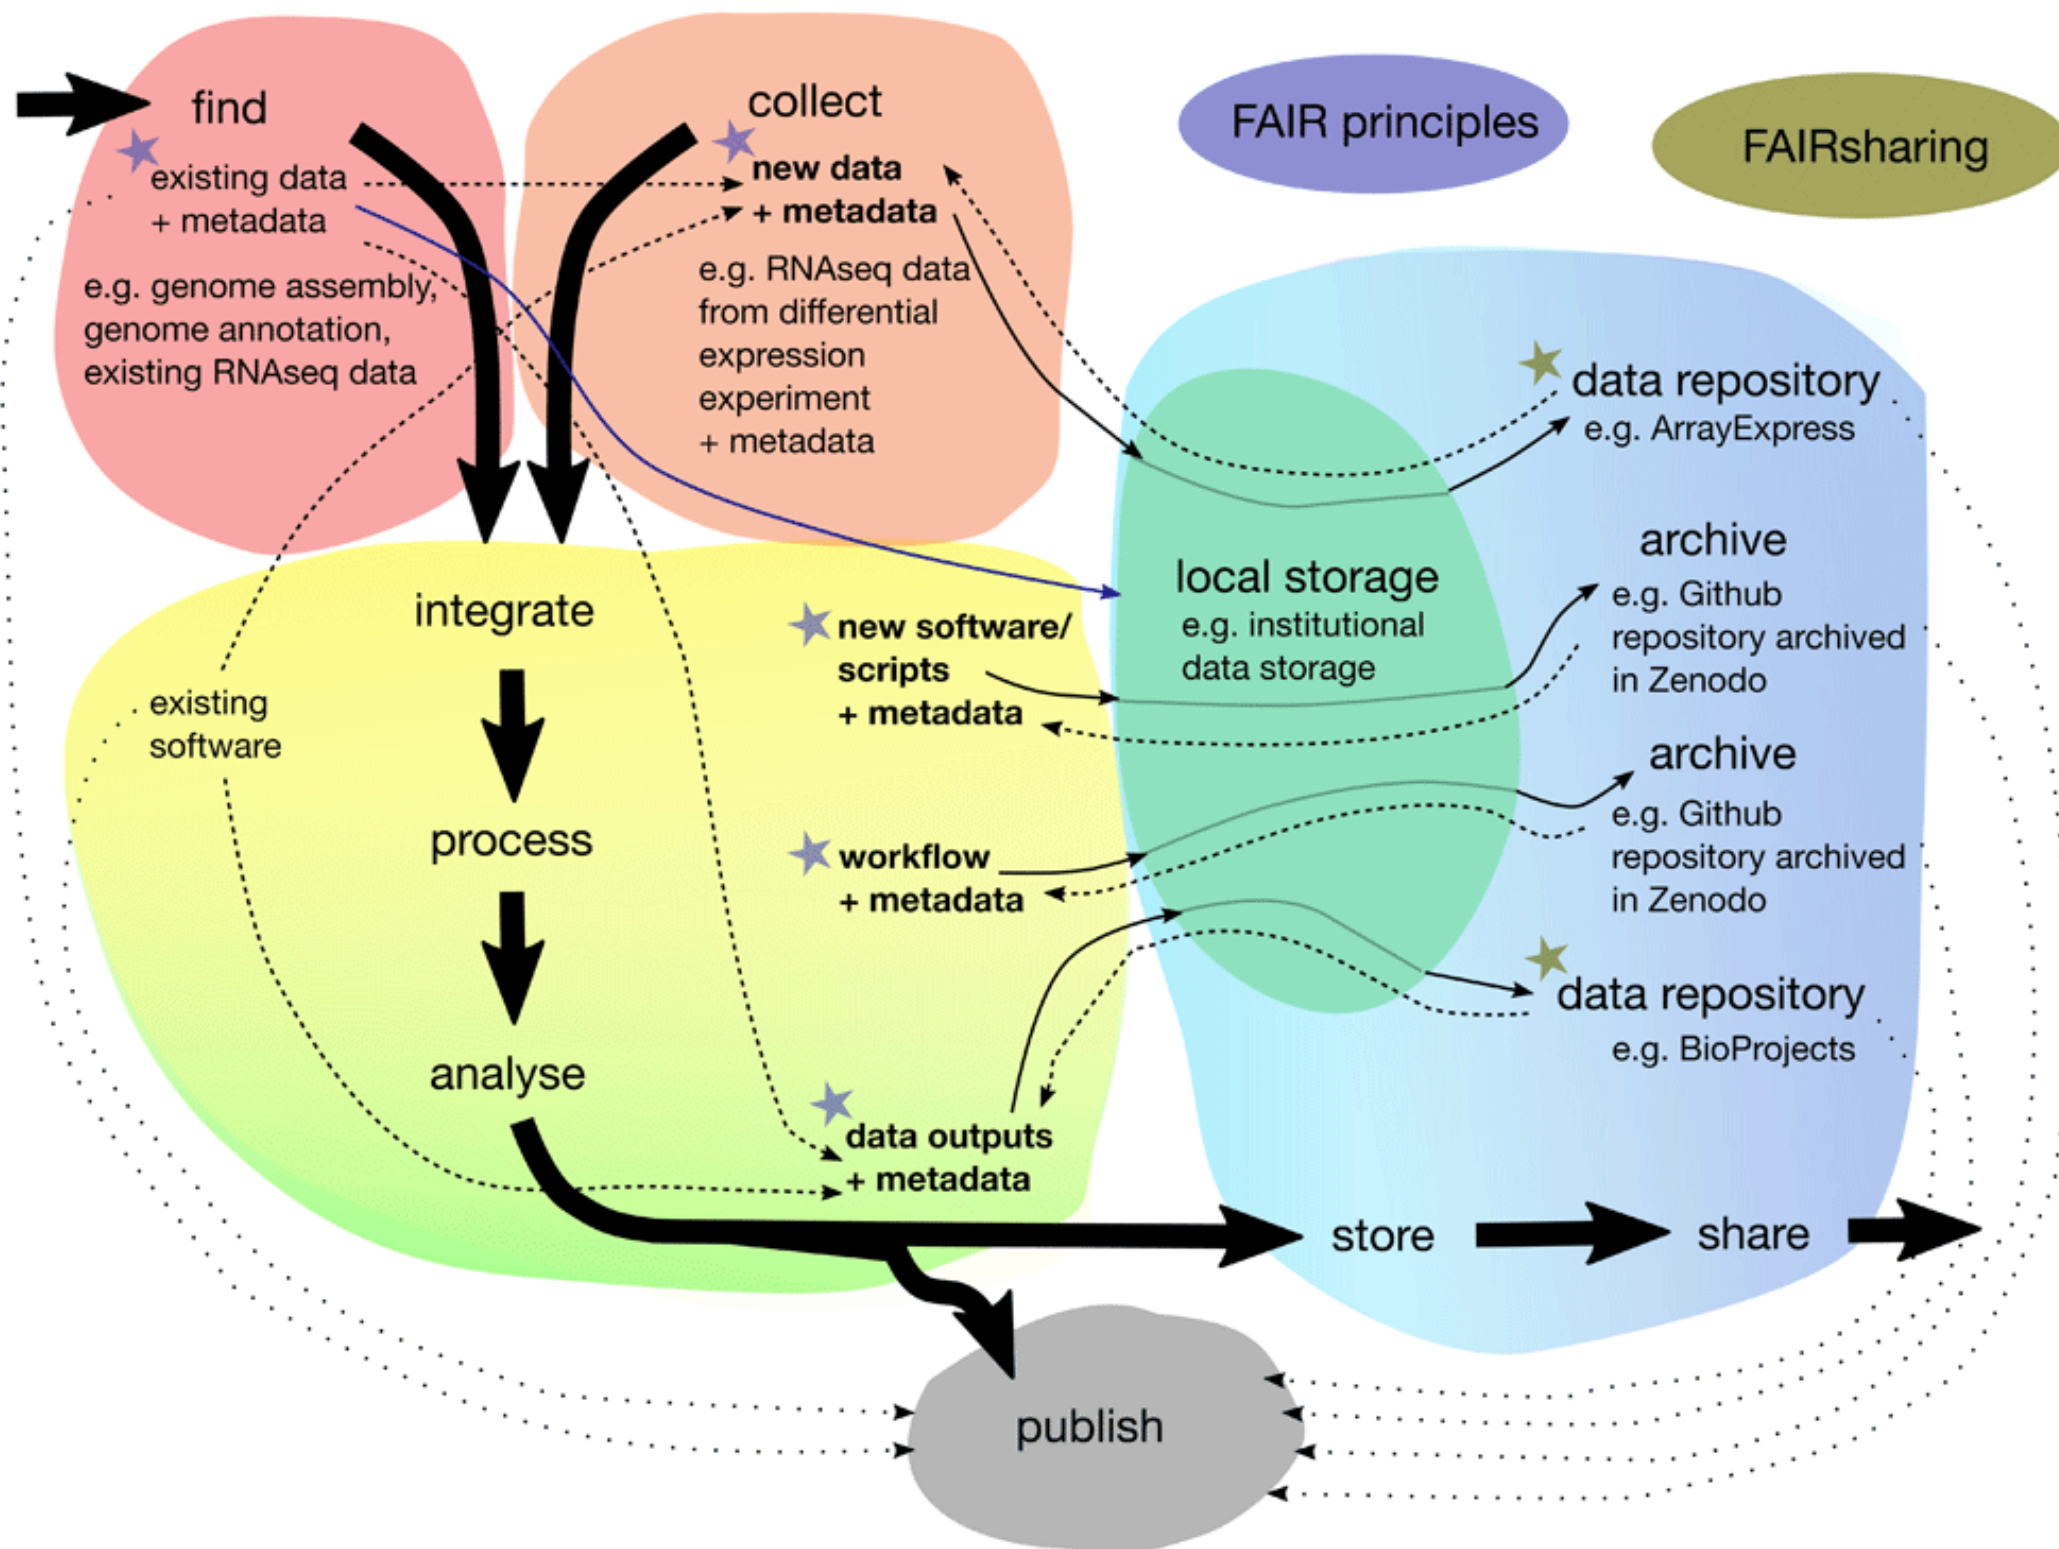 find
existing data
+ metadata
e.g. genome assembly,
genome annotation,
existing RNAseq data
collect
new data
+ metadata
e.g. RNAseq data
from differential
expression
experiment
+ metadata
FAIR principles
FAIRsharing
integrate
existing
software
process
analyse
new software/
scripts
+ metadata
workflow
+ metadata
data outputs
+ metadata
local storage
e.g. institutional
data storage
data repository
e.g. ArrayExpress
archive
e.g. Github
repository archived
in Zenodo
archive
e.g. Github
repository archived
in Zenodo
data repository
e.g. BioProjects
store
share
publish